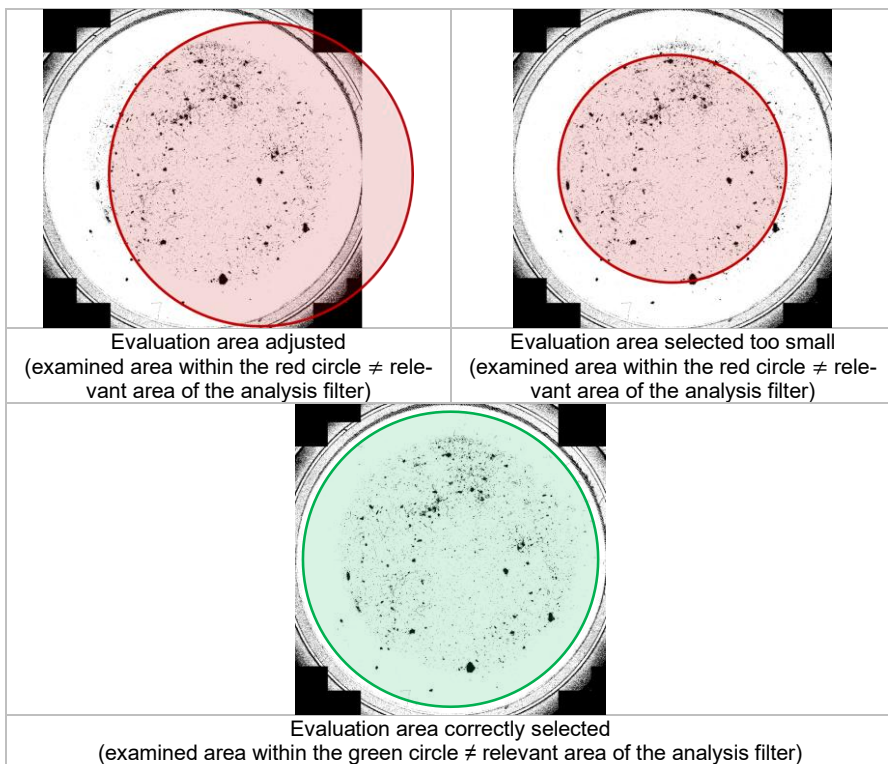 Evaluation area adjusted
(examined area within the red circle ≠ rele-
vant area of the analysis filter)
Evaluation area selected too small
(examined area within the red circle ≠ rele-
vant area of the analysis filter)
Evaluation area correctly selected
(examined area within the green circle ≠ relevant area of the analysis filter)